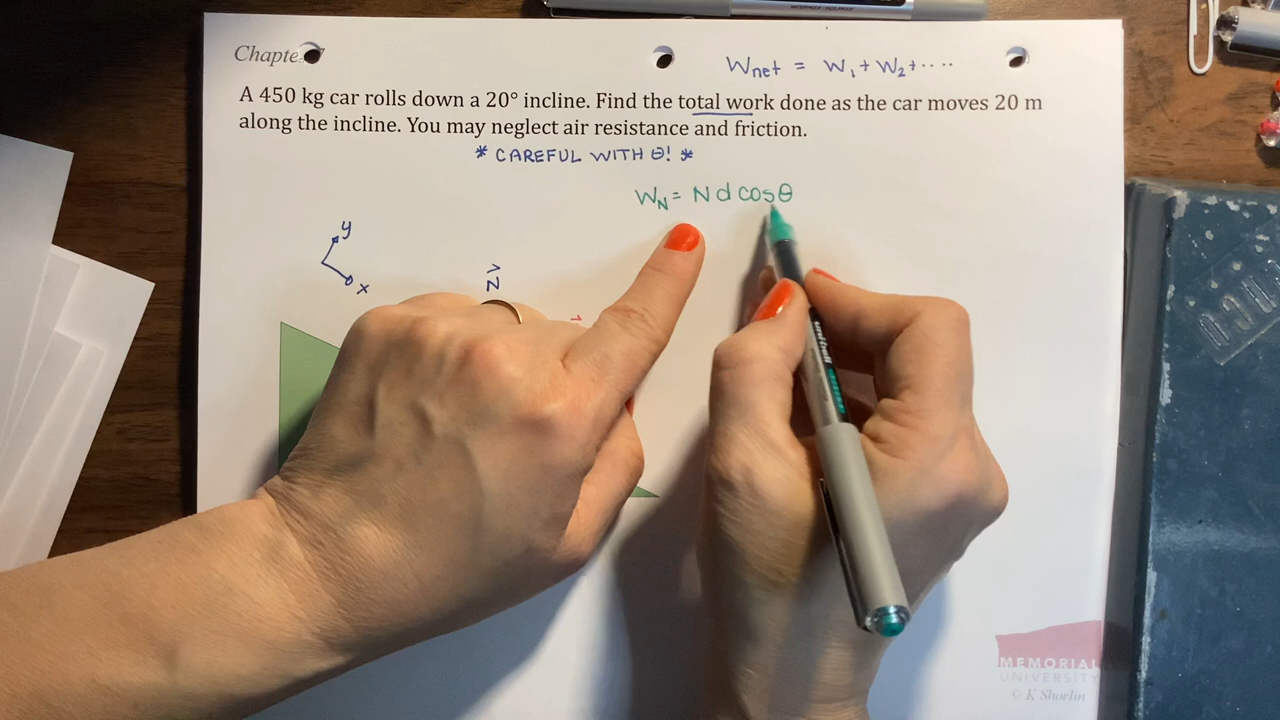 Chapte
W_net = W_1 + W_2 + ....
A 450 kg car rolls down a 20° incline. Find the total work done as the car moves 20 m
along the incline. You may neglect air resistance and friction.
* CAREFUL WITH θ! *
W_N = N d cosθ
y
x
N
MEMORIAL
UNIVERSITY
© K Shorlin